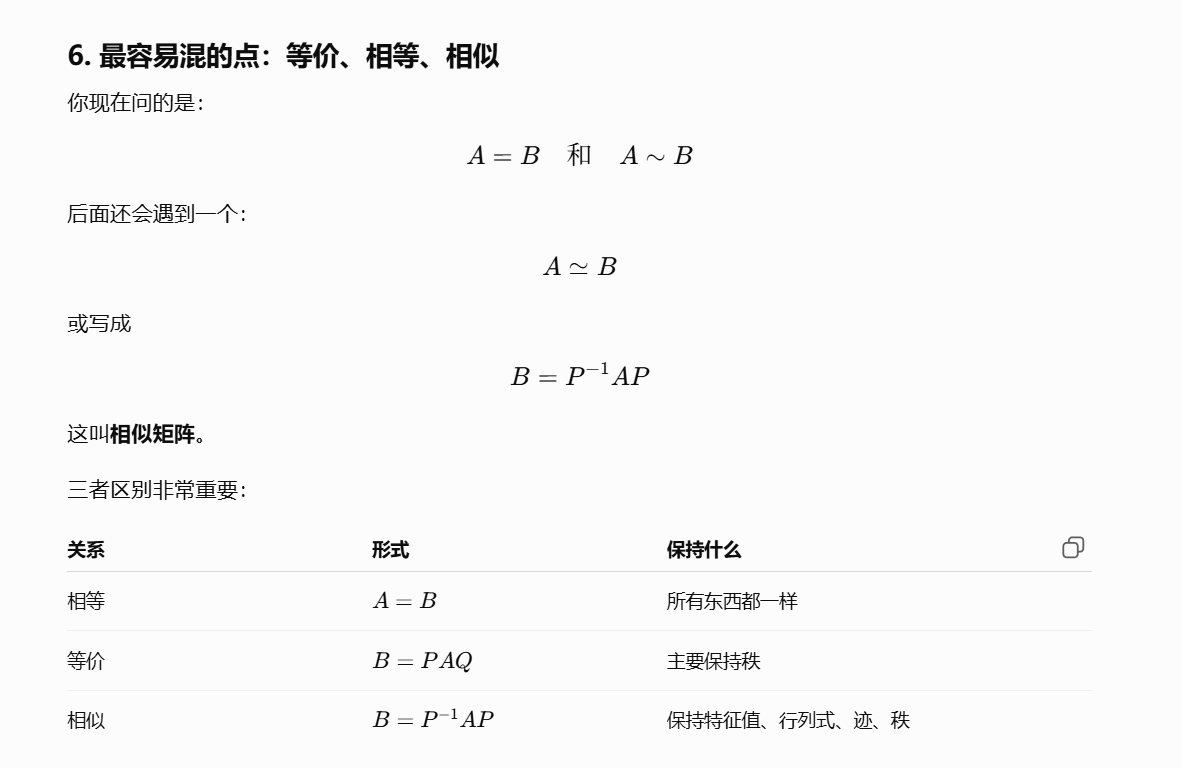 6. 最容易混的点：等价、相等、相似
你现在问的是：
A = B 和 A ∼ B
后面还会遇到一个：
A ≃ B
或写成
B = P⁻¹AP
这叫相似矩阵。
三者区别非常重要：
关系 形式 保持什么
相等 A = B 所有东西都一样
等价 B = PAQ 主要保持秩
相似 B = P⁻¹AP 保持特征值、行列式、迹、秩